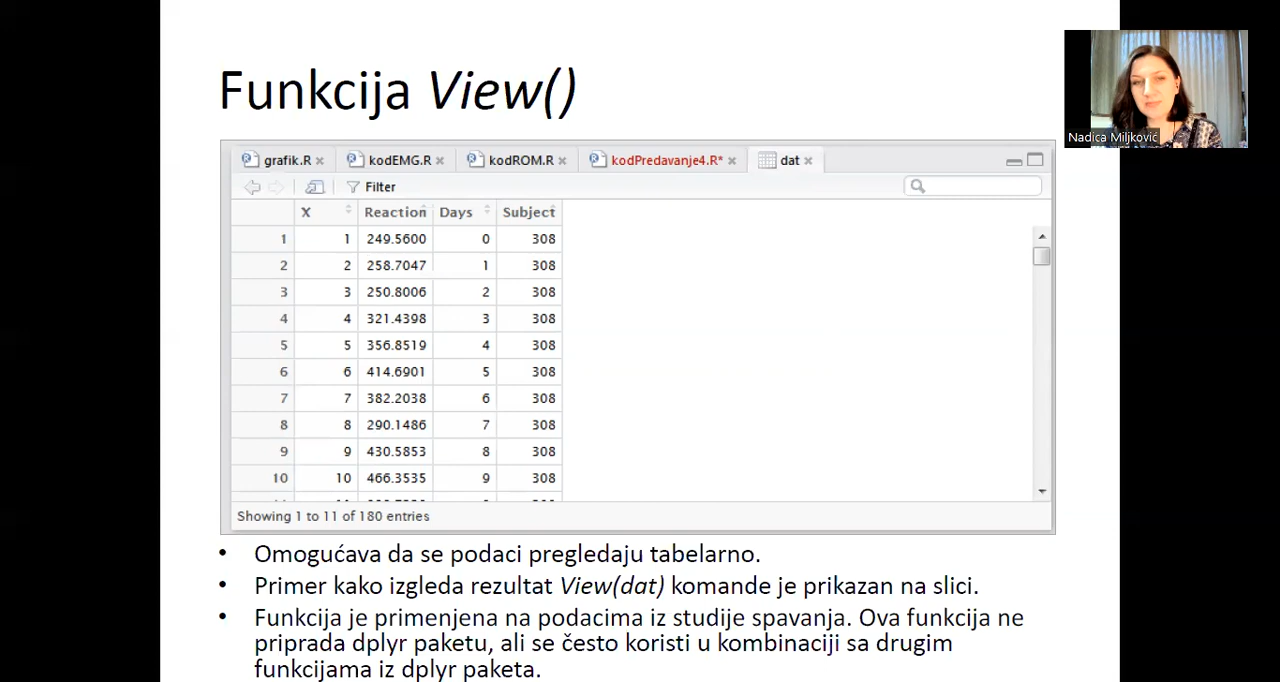 Funkcija View()
Nadica Miljković
grafik.R kodEMG.R kodROM.R kodPredavanje4.R* dat
Filter
X Reaction Days Subject
1 1 249.5600 0 308
2 2 258.7047 1 308
3 3 250.8006 2 308
4 4 321.4398 3 308
5 5 356.8519 4 308
6 6 414.6901 5 308
7 7 382.2038 6 308
8 8 290.1486 7 308
9 9 430.5853 8 308
10 10 466.3535 9 308
Showing 1 to 11 of 180 entries
• Omogućava da se podaci pregledaju tabelarno.
• Primer kako izgleda rezultat View(dat) komande je prikazan na slici.
• Funkcija je primenjena na podacima iz studije spavanja. Ova funkcija ne
priprada dplyr paketu, ali se često koristi u kombinaciji sa drugim
funkcijama iz dplyr paketa.